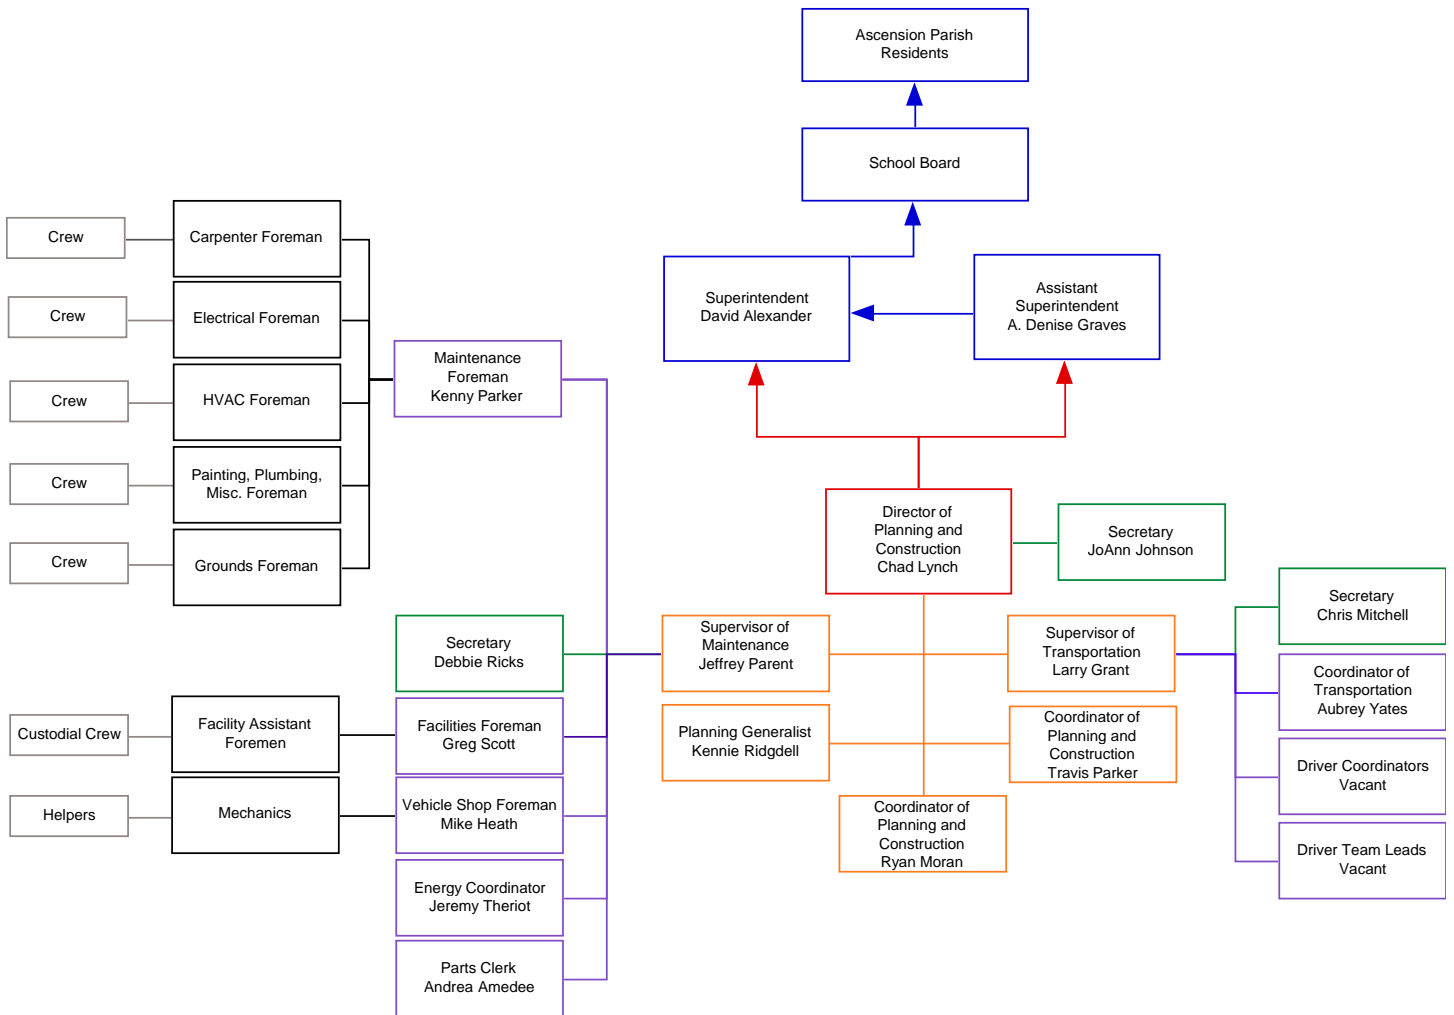 Ascension Parish
Residents
School Board
Superintendent
David Alexander
Assistant
Superintendent
A. Denise Graves
Crew
Carpenter Foreman
Crew
Electrical Foreman
Crew
HVAC Foreman
Crew
Painting, Plumbing,
Misc. Foreman
Crew
Grounds Foreman
Maintenance
Foreman
Kenny Parker
Director of
Planning and
Construction
Chad Lynch
Secretary
JoAnn Johnson
Secretary
Debbie Ricks
Supervisor of
Maintenance
Jeffrey Parent
Supervisor of
Transportation
Larry Grant
Secretary
Chris Mitchell
Coordinator of
Transportation
Aubrey Yates
Driver Coordinators
Vacant
Driver Team Leads
Vacant
Custodial Crew
Facility Assistant
Foremen
Facilities Foreman
Greg Scott
Planning Generalist
Kennie Ridgdell
Coordinator of
Planning and
Construction
Travis Parker
Helpers
Mechanics
Vehicle Shop Foreman
Mike Heath
Coordinator of
Planning and
Construction
Ryan Moran
Energy Coordinator
Jeremy Theriot
Parts Clerk
Andrea Amedee